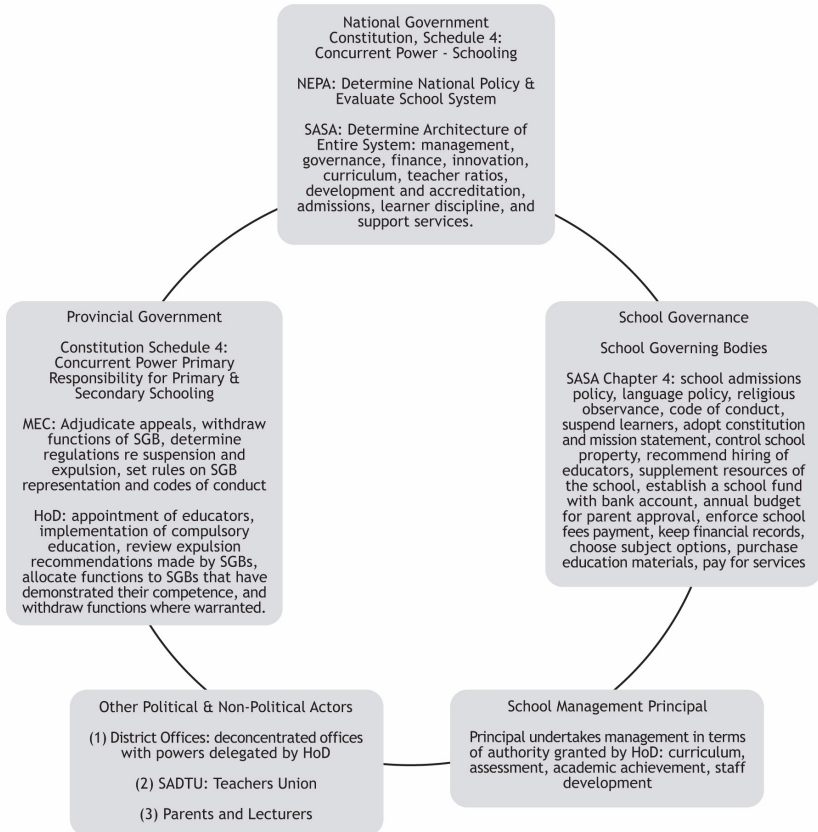 National Government
Constitution, Schedule 4:
Concurrent Power - Schooling
NEPA: Determine National Policy &
Evaluate School System
SASA: Determine Architecture of
Entire System: management,
governance, finance, innovation,
curriculum, teacher ratios,
development and accreditation,
admissions, learner discipline, and
support services.
Provincial Government
Constitution Schedule 4:
Concurrent Power Primary
Responsibility for Primary &
Secondary Schooling
MEC: Adjudicate appeals, withdraw
functions of SGB, determine
regulations re suspension and
expulsion, set rules on SGB
representation and codes of conduct
HoD: appointment of educators,
implementation of compulsory
education, review expulsion
recommendations made by SGBs,
allocate functions to SGBs that have
demonstrated their competence, and
withdraw functions where warranted.
School Governance
School Governing Bodies
SASA Chapter 4: school admissions
policy, language policy, religious
observance, code of conduct,
suspend learners, adopt constitution
and mission statement, control school
property, recommend hiring of
educators, supplement resources of
the school, establish a school fund
with bank account, annual budget
for parent approval, enforce school
fees payment, keep financial records,
choose subject options, purchase
education materials, pay for services
Other Political & Non-Political Actors
(1) District Offices: deconcentrated offices
with powers delegated by HoD
(2) SADTU: Teachers Union
(3) Parents and Lecturers
School Management Principal
Principal undertakes management in terms
of authority granted by HoD: curriculum,
assessment, academic achievement, staff
development